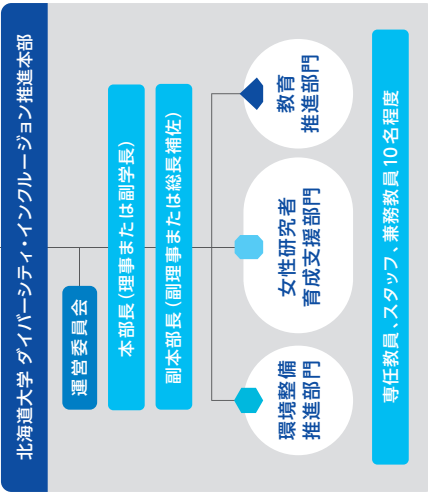 北海道大学 ダイバーシティ・インクルージョン推進本部
運営委員会
本部長(理事または副学長)
副本部長(副理事または総長補佐)
環境整備
推進部門
女性研究者
育成支援部門
教育
推進部門
専任教員、スタッフ、兼務教員10名程度